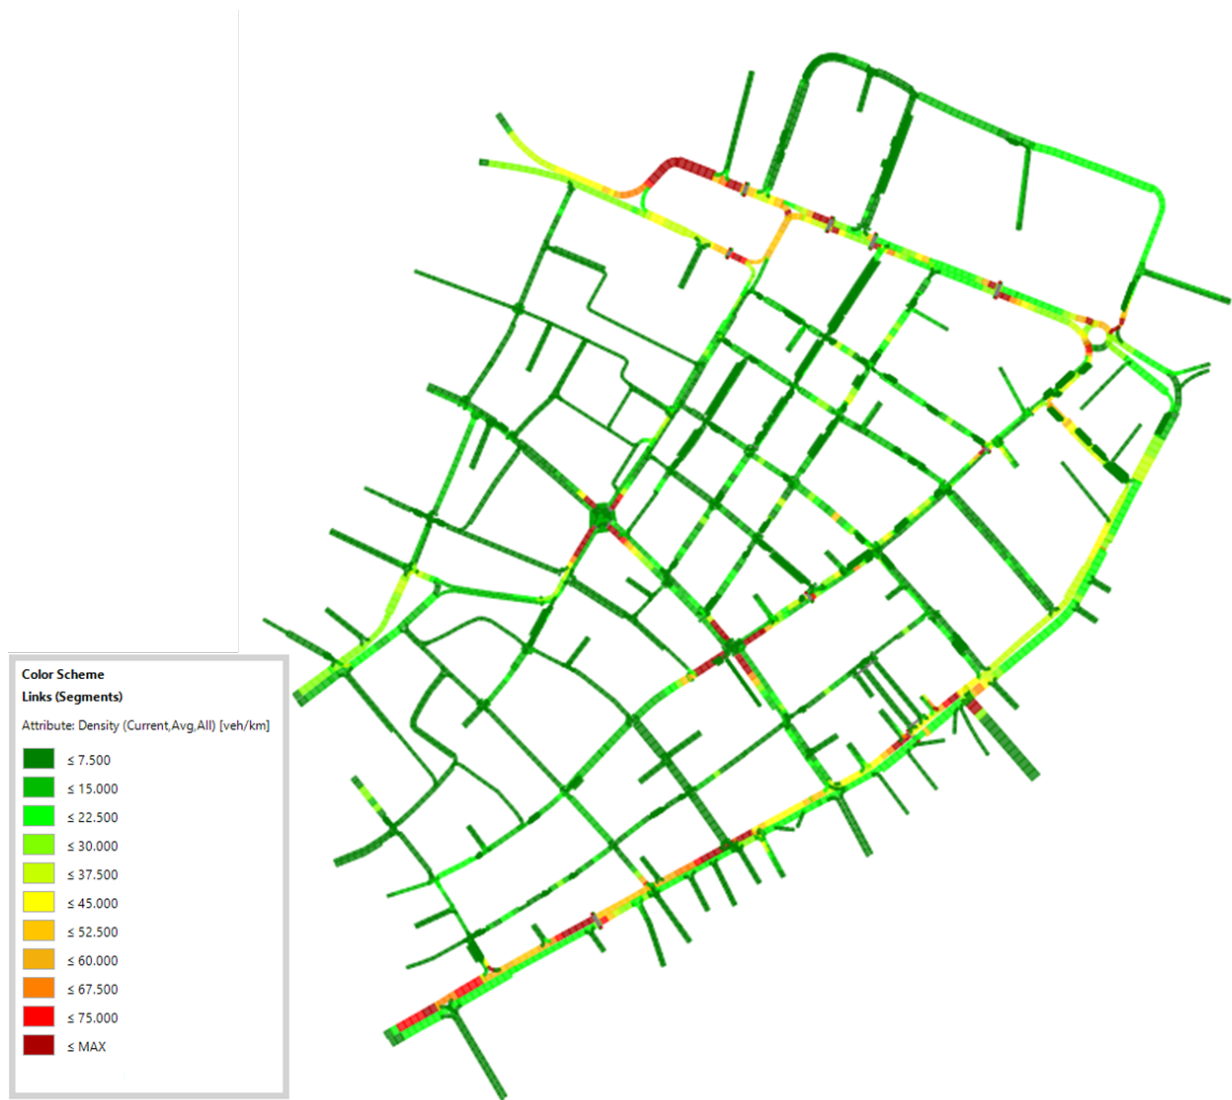 Color Scheme
Links (Segments)
Attribute: Density (Current,Avg,All) [veh/km]
≤ 7.500
≤ 15.000
≤ 22.500
≤ 30.000
≤ 37.500
≤ 45.000
≤ 52.500
≤ 60.000
≤ 67.500
≤ 75.000
≤ MAX